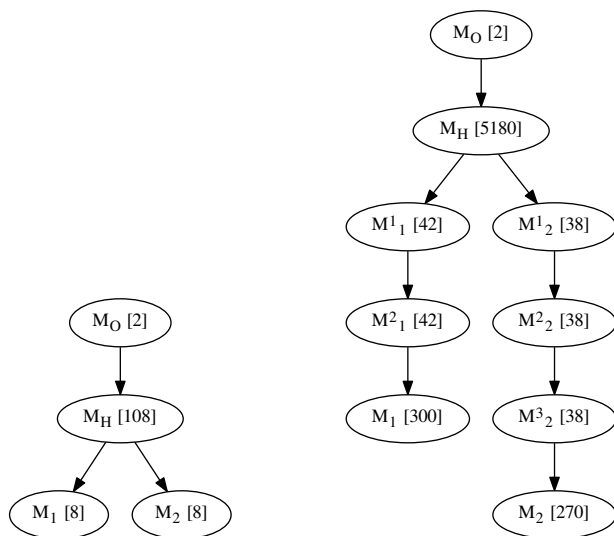 M_O [2]
M_H [108]
M_1 [8]
M_2 [8]
M_O [2]
M_H [5180]
M^1_1 [42]
M^1_2 [38]
M^2_1 [42]
M^2_2 [38]
M_1 [300]
M^3_2 [38]
M_2 [270]